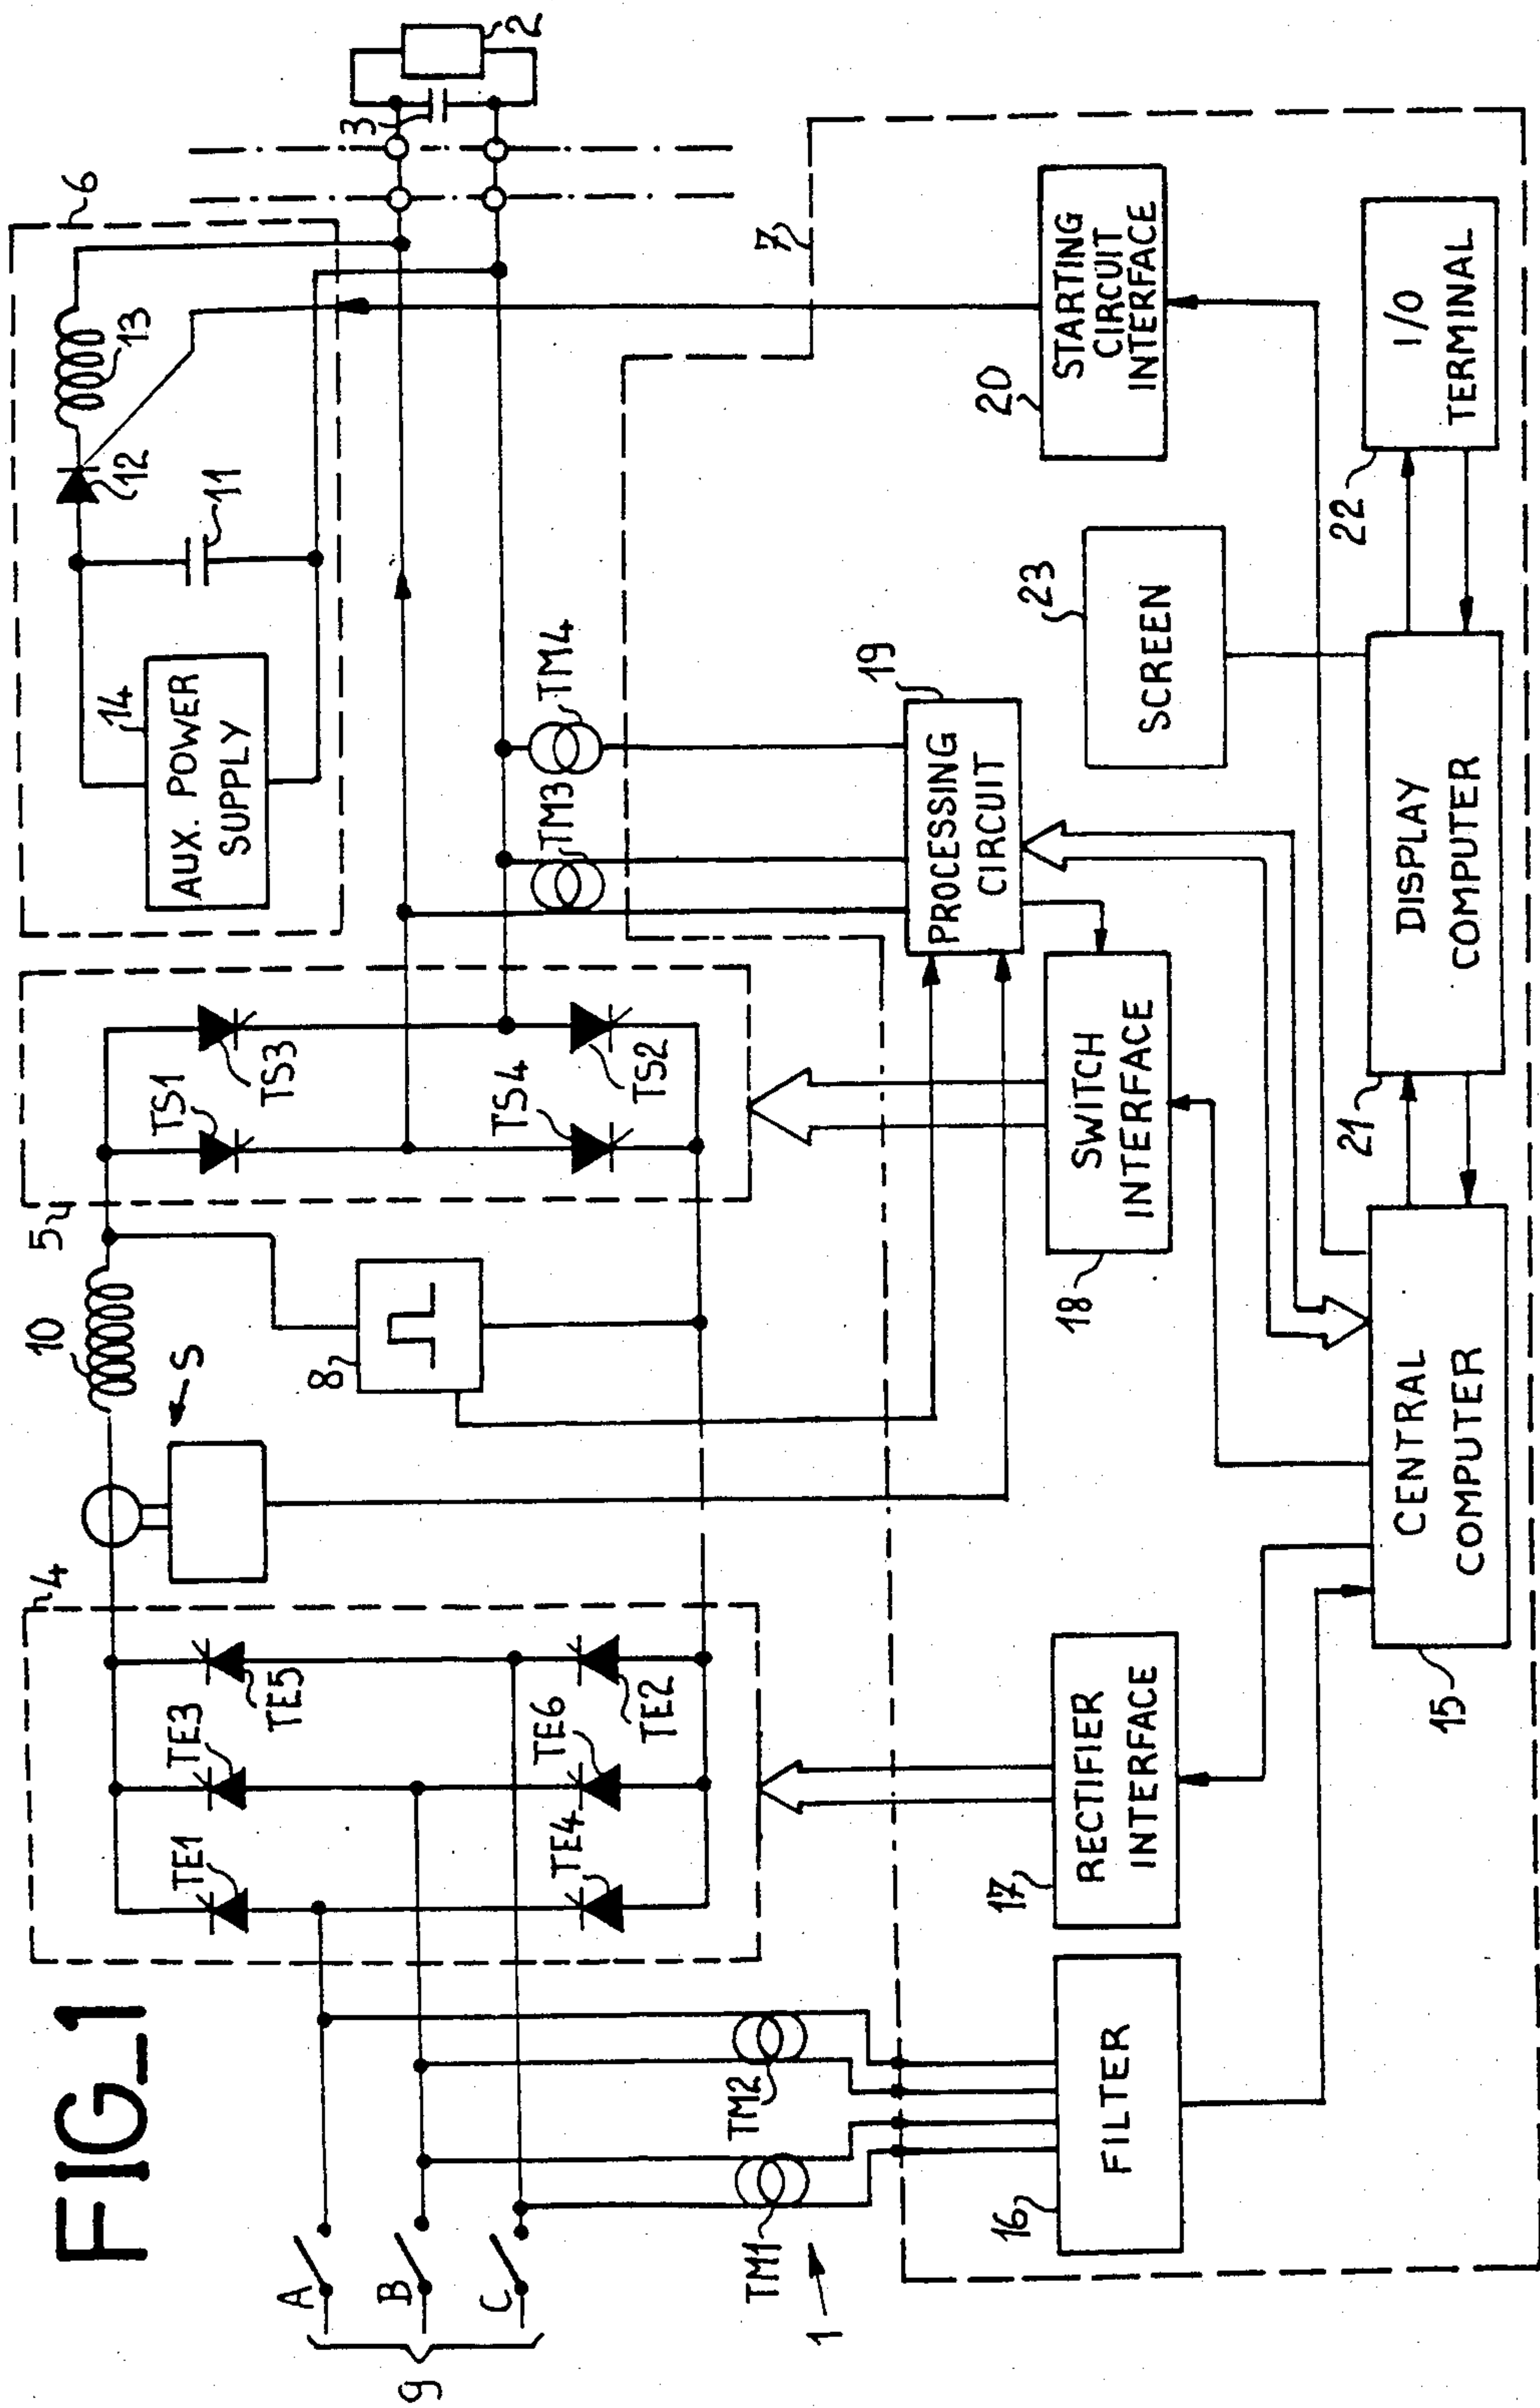 FIG_1
9
A
B
C
1
TM1
TM2
4
TE1
TE3
TE5
TE4
TE6
TE2
S
10
8
5
TS1
TS3
TS4
TS2
6
14
AUX. POWER
SUPPLY
11
12
13
3
2
TM3
TM4
7
16
FILTER
17
RECTIFIER
INTERFACE
18
SWITCH
INTERFACE
19
PROCESSING
CIRCUIT
20
STARTING
CIRCUIT
INTERFACE
23
SCREEN
15
CENTRAL
COMPUTER
21
DISPLAY
COMPUTER
22
I/O
TERMINAL